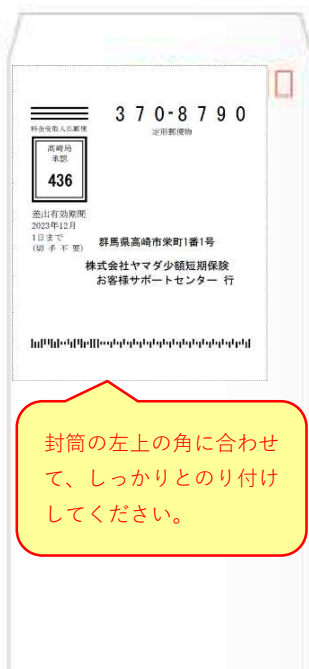 370-8790
料金受取人払郵便
定形郵便物
高崎局
承認
436
差出有効期間
2023年12月
1日まで
(切手不要)
群馬県高崎市栄町1番1号
株式会社ヤマダ少額短期保険
お客様サポートセンター 行
封筒の左上の角に合わせ
て、しっかりとのり付け
してください。